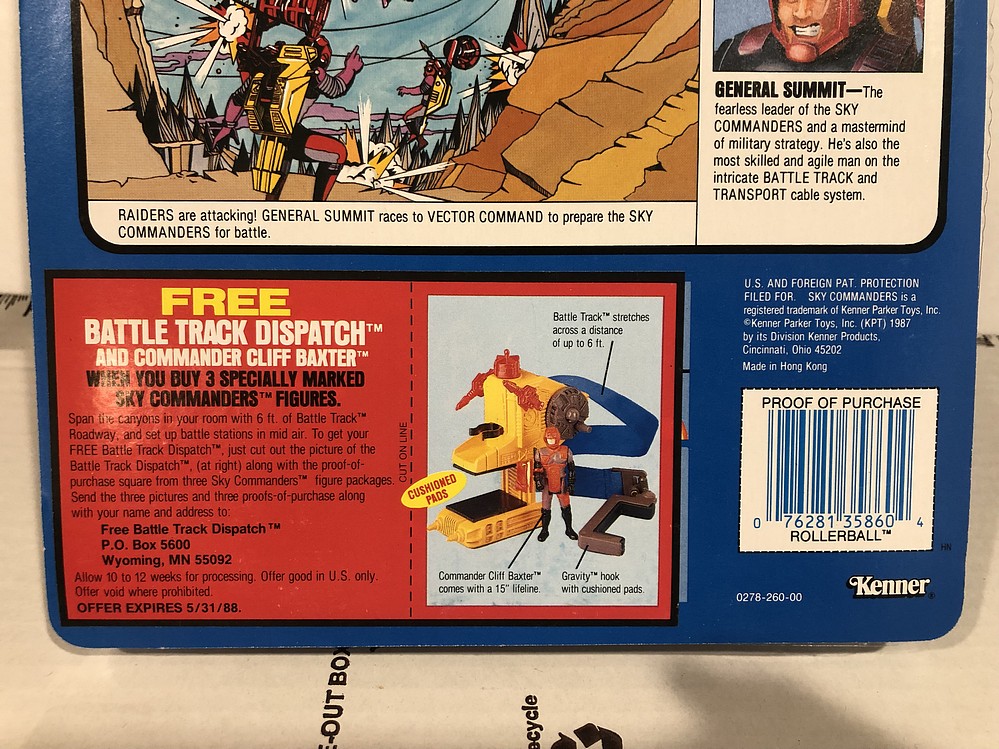 GENERAL SUMMIT—The
fearless leader of the SKY
COMMANDERS and a mastermind
of military strategy. He's also the
most skilled and agile man on the
intricate BATTLE TRACK and
TRANSPORT cable system.
RAIDERS are attacking! GENERAL SUMMIT races to VECTOR COMMAND to prepare the SKY
COMMANDERS for battle.
FREE
BATTLE TRACK DISPATCH™
AND COMMANDER CLIFF BAXTER™
WHEN YOU BUY 3 SPECIALLY MARKED
SKY COMMANDERS™ FIGURES.
Span the canyons in your room with 6 ft. of Battle Track™
Roadway, and set up battle stations in mid air. To get your
FREE Battle Track Dispatch™, just cut out the picture of the
Battle Track Dispatch™, (at right) along with the proof-of-
purchase square from three Sky Commanders™ figure packages.
Send the three pictures and three proofs-of-purchase along
with your name and address to:
Free Battle Track Dispatch™
P.O. Box 5600
Wyoming, MN 55092
Allow 10 to 12 weeks for processing. Offer good in U.S. only.
Offer void where prohibited.
OFFER EXPIRES 5/31/88.
CUT ON LINE
Battle Track™ stretches
across a distance
of up to 6 ft.
CUSHIONED
PADS
Commander Cliff Baxter™
comes with a 15" lifeline.
Gravity™ hook
with cushioned pads.
U.S. AND FOREIGN PAT. PROTECTION
FILED FOR. SKY COMMANDERS is a
registered trademark of Kenner Parker Toys, Inc.
©Kenner Parker Toys, Inc. (KPT) 1987
by its Division Kenner Products,
Cincinnati, Ohio 45202
Made in Hong Kong
PROOF OF PURCHASE
0 76281 35860 4
ROLLERBALL™
HN
0278-260-00
Kenner®
E-OUT BOX
ecycle